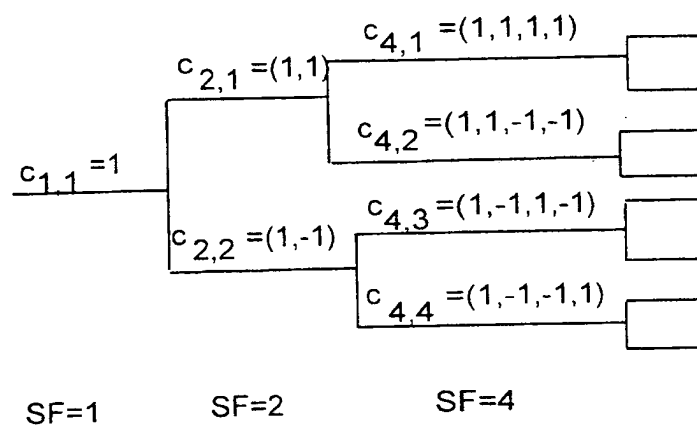 c4,1 =(1,1,1,1)
c2,1 =(1,1)
c4,2=(1,1,-1,-1)
c1,1 =1
c4,3=(1,-1,1,-1)
c2,2 =(1,-1)
c4,4=(1,-1,-1,1)
SF=1 SF=2 SF=4